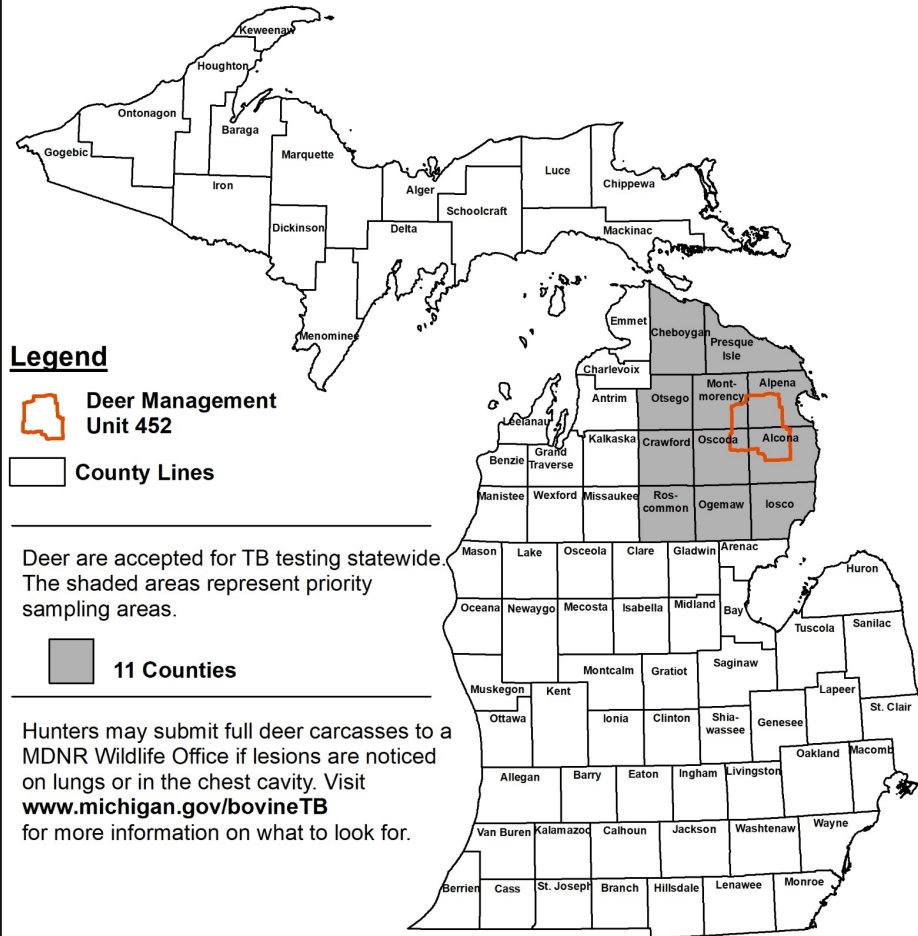 Keweenaw
Houghton
Ontonagon
Baraga
Gogebic
Marquette
Iron
Dickinson
Alger
Luce
Chippewa
Schoolcraft
Delta
Mackinac
Menominee
Emmet
Cheboygan
Presque
Isle
Charlevoix
Antrim
Otsego
Mont-
morency
Alpena
Leelanau
Kalkaska
Crawford
Oscoda
Alcona
Benzie
Grand
Traverse
Manistee
Wexford
Missaukee
Ros-
common
Ogemaw
Iosco
Legend
Deer Management
Unit 452
County Lines
Deer are accepted for TB testing statewide.
The shaded areas represent priority
sampling areas.
11 Counties
Hunters may submit full deer carcasses to a
MDNR Wildlife Office if lesions are noticed
on lungs or in the chest cavity. Visit
www.michigan.gov/bovineTB
for more information on what to look for.
Mason
Lake
Osceola
Clare
Gladwin
Arenac
Huron
Oceana
Newaygo
Mecosta
Isabella
Midland
Bay
Tuscola
Sanilac
Muskegon
Kent
Montcalm
Gratiot
Saginaw
Lapeer
St. Clair
Ottawa
Ionia
Clinton
Shia-
wassee
Genesee
Oakland
Macomb
Allegan
Barry
Eaton
Ingham
Livingston
Van Buren
Kalamazoo
Calhoun
Jackson
Washtenaw
Wayne
Berrien
Cass
St. Joseph
Branch
Hillsdale
Lenawee
Monroe